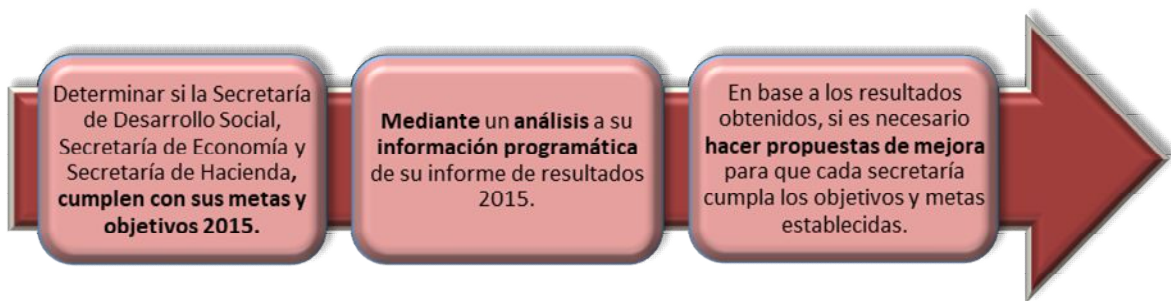 Determinar si la Secretaría
de Desarrollo Social,
Secretaría de Economía y
Secretaría de Hacienda,
cumplen con sus metas y
objetivos 2015.
Mediante un análisis a su
información programática
de su informe de resultados
2015.
En base a los resultados
obtenidos, si es necesario
hacer propuestas de mejora
para que cada secretaría
cumpla los objetivos y metas
establecidas.